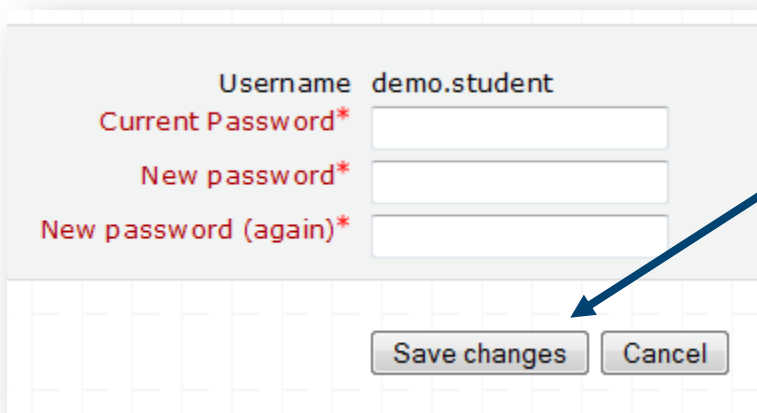 Username demo.student
Current Password*
New password*
New password (again)*
Save changes Cancel